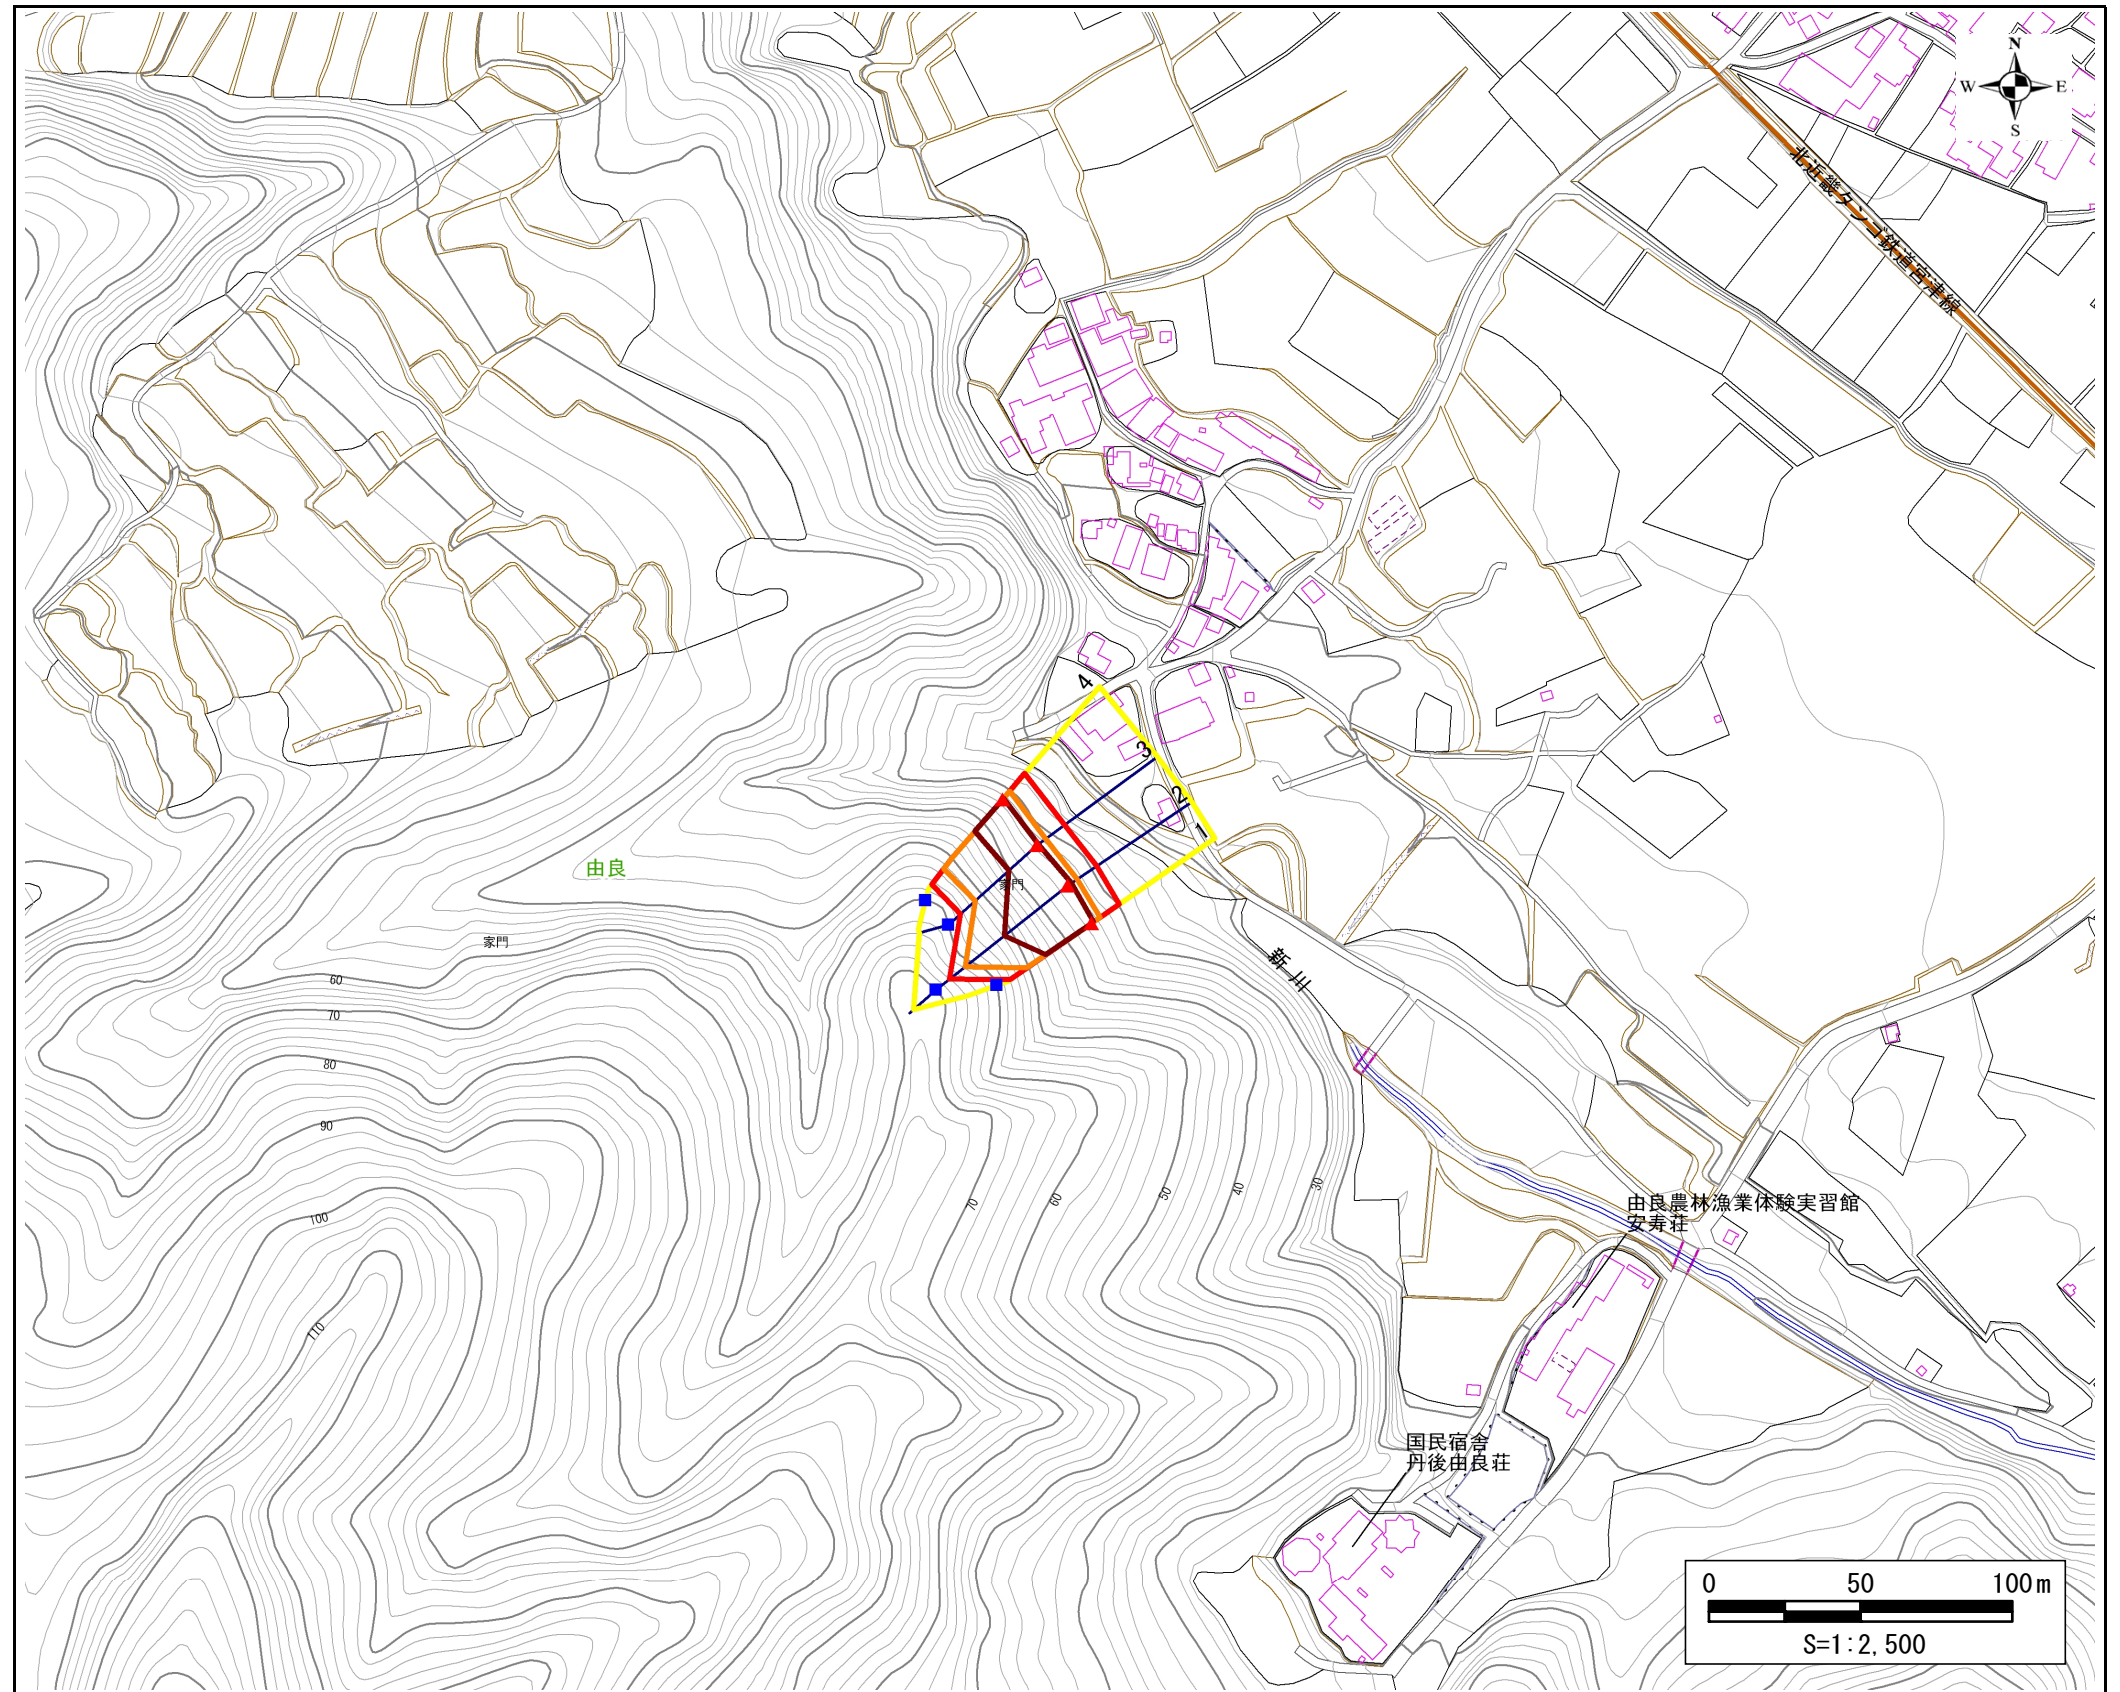 N
W E
S
北近畿タンゴ鉄道宮津線
4
3
2
1
由良
家門
家門
新川
60
70
80
90
100
110
70
60
50
40
30
由良農林漁業体験実習館
安寿荘
国民宿舎
丹後由良荘
0 50 100m
S=1:2,500